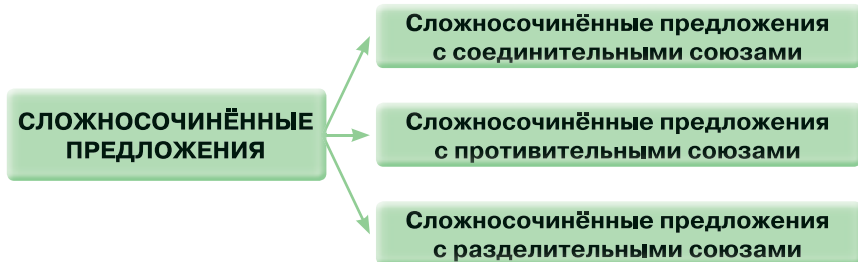 СЛОЖНОСОЧИНЁННЫЕ
ПРЕДЛОЖЕНИЯ
Сложносочинённые предложения
с соединительными союзами
Сложносочинённые предложения
с противительными союзами
Сложносочинённые предложения
с разделительными союзами